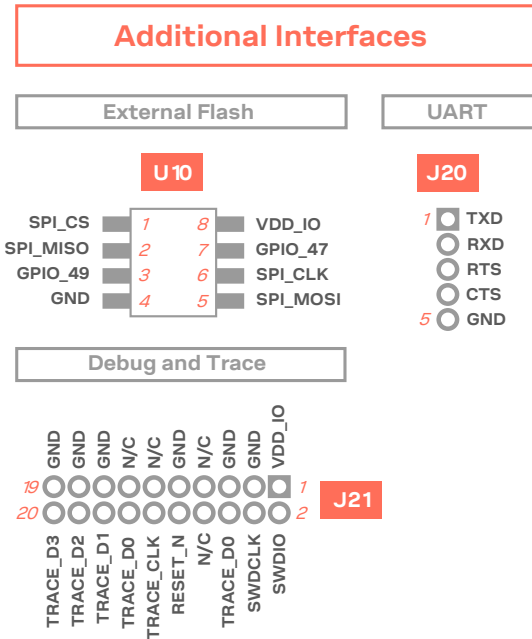 Additional Interfaces
External Flash
UART
U10
J20
SPI_CS 1 8 VDD_IO
SPI_MISO 2 7 GPIO_47
GPIO_49 3 6 SPI_CLK
GND 4 5 SPI_MOSI
1 TXD
RXD
RTS
CTS
5 GND
Debug and Trace
GND GND GND N/C N/C GND N/C GND GND VDD_IO
19 1
20 2
J21
TRACE_D3 TRACE_D2 TRACE_D1 TRACE_D0 TRACE_CLK RESET_N N/C TRACE_D0 SWDCLK SWDIO